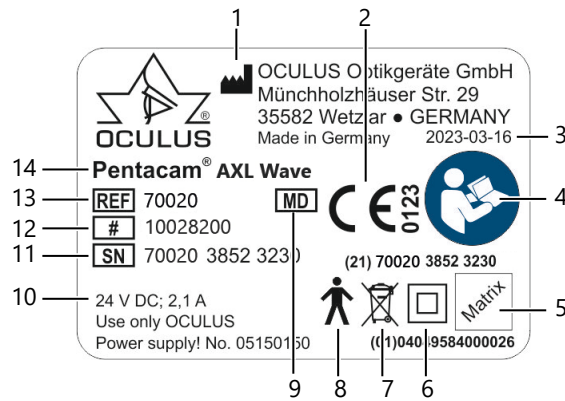 1
2
OCULUS Optikgeräte GmbH
Münchholzhäuser Str. 29
35582 Wetzlar ● GERMANY
Made in Germany 2023-03-16 3
®
OCULUS
14 Pentacam® AXL Wave
13 REF 70020 MD CE 0123 4
12 # 10028200
11 SN 70020 3852 3230
(21) 70020 3852 3230
10 24 V DC; 2,1 A
Use only OCULUS
Power supply! No.
Matrix 5
(01)04049584000026
9 8 7 6